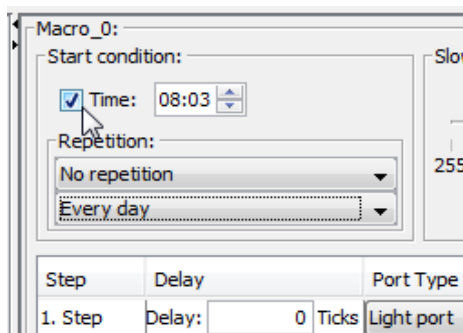 Macro_0:
Start condition:
Time: 08:03
Repetition:
No repetition
Every day
255
Step Delay Port Type
1. Step Delay: 0 Ticks Light port